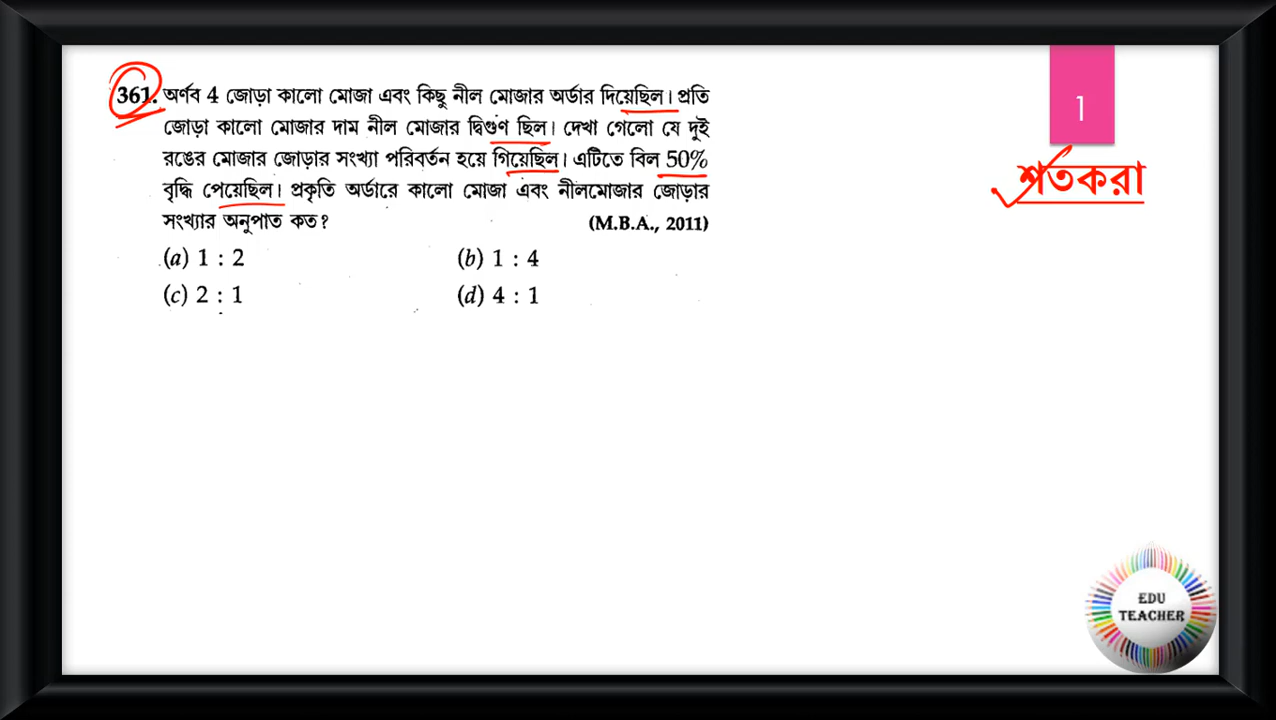 361. অর্ণব 4 জোড়া কালো মোজা এবং কিছু নীল মোজার অর্ডার দিয়েছিল। প্রতি
জোড়া কালো মোজার দাম নীল মোজার দ্বিগুণ ছিল। দেখা গেলো যে দুই
রঙের মোজার জোড়ার সংখ্যা পরিবর্তন হয়ে গিয়েছিল। এটিতে বিল 50%
বৃদ্ধি পেয়েছিল। প্রকৃতি অর্ডারে কালো মোজা এবং নীলমোজার জোড়ার
সংখ্যার অনুপাত কত? (M.B.A., 2011)
(a) 1 : 2 (b) 1 : 4
(c) 2 : 1 (d) 4 : 1
1
শতকরা
EDU
TEACHER